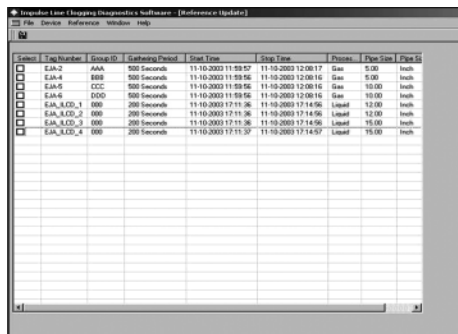 Impulse Line Clogging Diagnostics Software - [Reference Update]
File Device Reference Window Help
Select Tag Number Group ID Gathering Period Start Time Stop Time Proces... Pipe Size Pipe Si
EJA-2 AAA 500 Seconds 11-10-2003 11:59:57 11-10-2003 12:08:17 Gas 5.00 Inch
EJA-4 BBB 500 Seconds 11-10-2003 11:59:56 11-10-2003 12:08:16 Gas 5.00 Inch
EJA-5 CCC 500 Seconds 11-10-2003 11:59:56 11-10-2003 12:08:16 Gas 10.00 Inch
EJA-6 DDD 500 Seconds 11-10-2003 11:59:56 11-10-2003 12:08:16 Gas 10.00 Inch
EJA_ILCD_1 000 200 Seconds 11-10-2003 17:11:36 11-10-2003 17:14:56 Liquid 12.00 Inch
EJA_ILCD_2 000 200 Seconds 11-10-2003 17:11:36 11-10-2003 17:14:56 Liquid 12.00 Inch
EJA_ILCD_3 000 200 Seconds 11-10-2003 17:11:36 11-10-2003 17:14:56 Liquid 15.00 Inch
EJA_ILCD_4 000 200 Seconds 11-10-2003 17:11:37 11-10-2003 17:14:57 Liquid 15.00 Inch